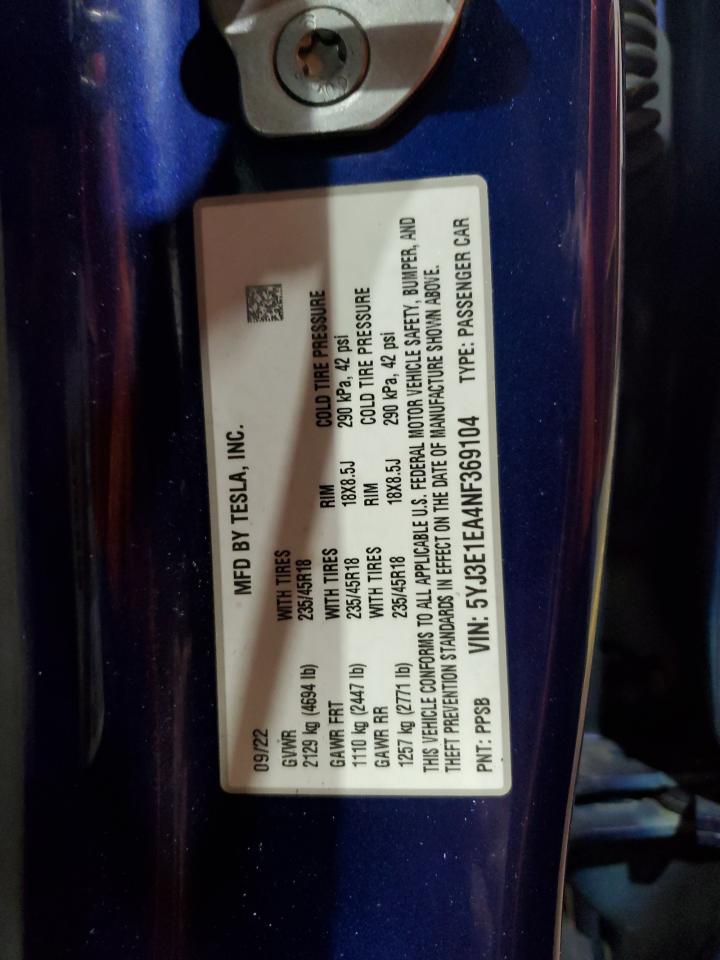 MFD BY TESLA, INC.
09/22
GVWR WITH TIRES RIM COLD TIRE PRESSURE
2129 kg (4694 lb) 235/45R18 18X8.5J 290 kPa, 42 psi
GAWR FRT WITH TIRES RIM COLD TIRE PRESSURE
1110 kg (2447 lb) 235/45R18 18X8.5J 290 kPa, 42 psi
GAWR RR WITH TIRES
1257 kg (2771 lb) 235/45R18
THIS VEHICLE CONFORMS TO ALL APPLICABLE U.S. FEDERAL MOTOR VEHICLE SAFETY, BUMPER, AND
THEFT PREVENTION STANDARDS IN EFFECT ON THE DATE OF MANUFACTURE SHOWN ABOVE.
PNT: PPSB VIN: 5YJ3E1EA4NF369104 TYPE: PASSENGER CAR